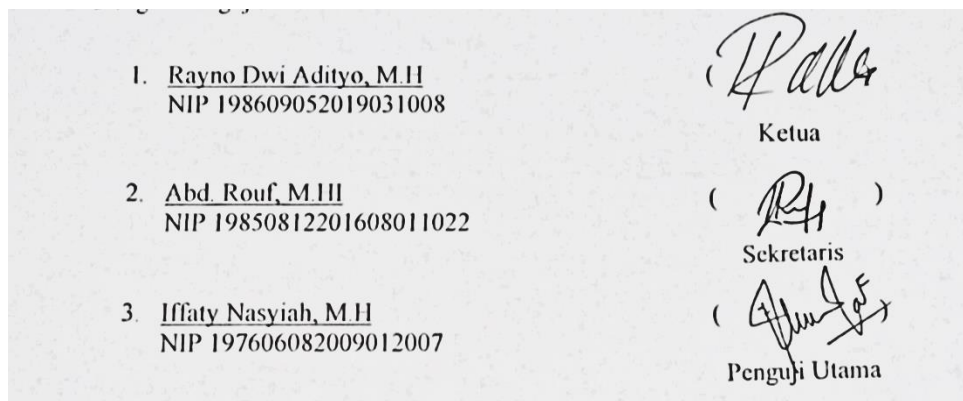 1. Rayno Dwi Adityo, M.H
NIP 198609052019031008
(
Ketua
2. Abd. Rouf, M.HI
NIP 19850812201608011022
( )
Sekretaris
3. Iffaty Nasyiah, M.H
NIP 197606082009012007
( )
Penguji Utama